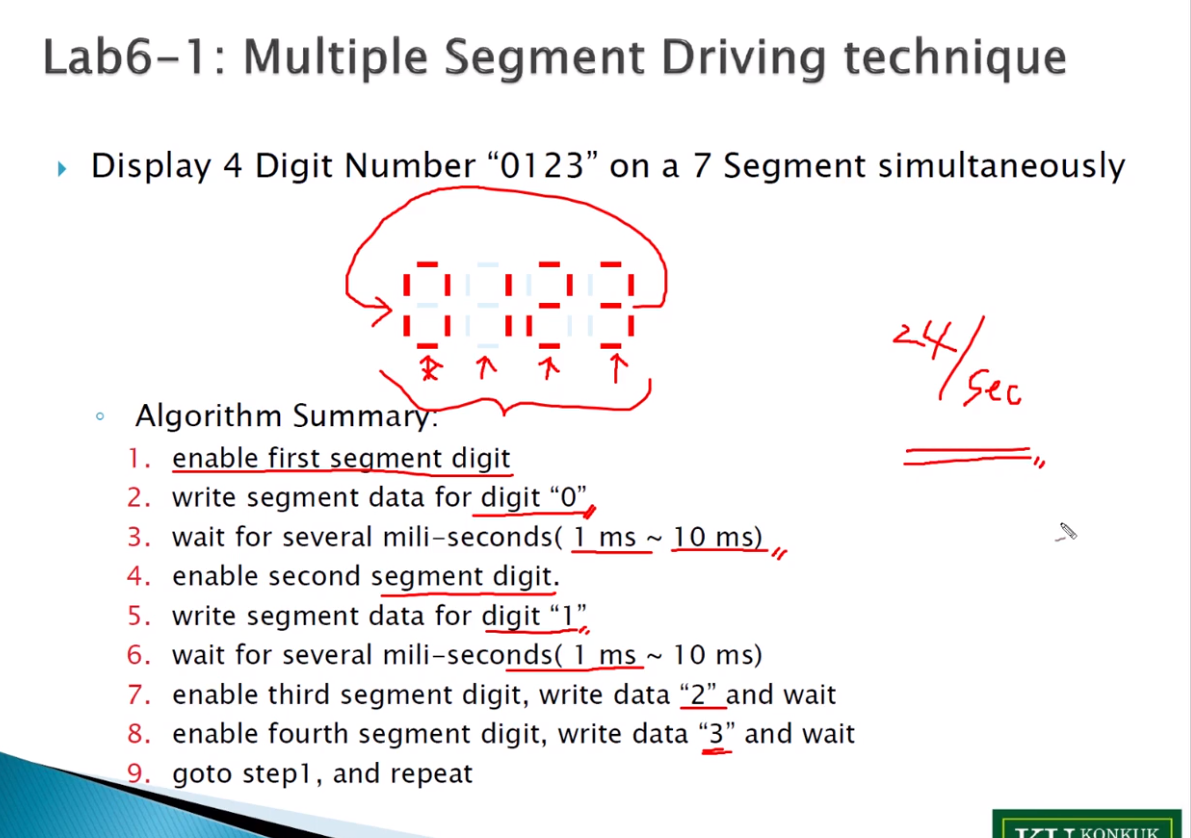 Lab6-1: Multiple Segment Driving technique
Display 4 Digit Number “0123” on a 7 Segment simultaneously
0123
24/sec
Algorithm Summary:
1. enable first segment digit
2. write segment data for digit “0”
3. wait for several mili-seconds( 1 ms ~ 10 ms)
4. enable second segment digit.
5. write segment data for digit “1”
6. wait for several mili-seconds( 1 ms ~ 10 ms)
7. enable third segment digit, write data “2” and wait
8. enable fourth segment digit, write data “3” and wait
9. goto step1, and repeat
KU KONKUK